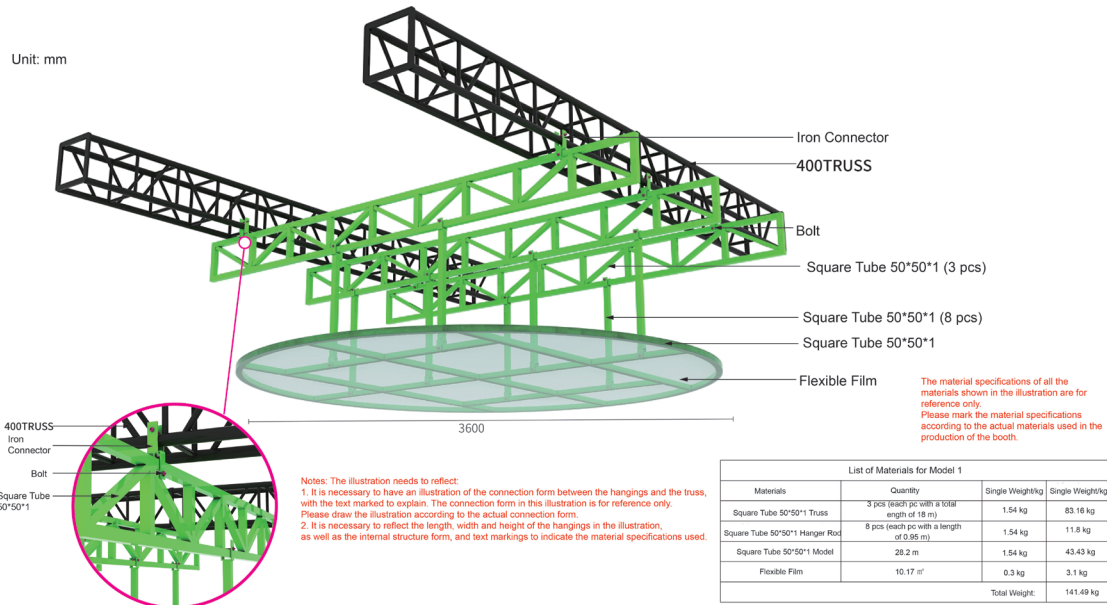 Unit: mm
Iron Connector
400TRUSS
Bolt
Square Tube 50*50*1 (3 pcs)
Square Tube 50*50*1 (8 pcs)
Square Tube 50*50*1
Flexible Film
3600
400TRUSS
Iron
Connector
Bolt
Square Tube
50*50*1
Notes: The illustration needs to reflect:
1. It is necessary to have an illustration of the connection form between the hangings and the truss,
with the text marked to explain. The connection form in this illustration is for reference only.
Please draw the illustration according to the actual connection form.
2. It is necessary to reflect the length, width and height of the hangings in the illustration,
as well as the internal structure form, and text markings to indicate the material specifications used.
The material specifications of all the
materials shown in the illustration are for
reference only.
Please mark the material specifications
according to the actual materials used in the
production of the booth.
List of Materials for Model 1
Materials Quantity Single Weight/kg Single Weight/kg
Square Tube 50*50*1 Truss 3 pcs (each pc with a total
length of 18 m) 1.54 kg 83.16 kg
Square Tube 50*50*1 Hanger Rod 8 pcs (each pc with a length
of 0.95 m) 1.54 kg 11.8 kg
Square Tube 50*50*1 Model 28.2 m 1.54 kg 43.43 kg
Flexible Film 10.17 ㎡ 0.3 kg 3.1 kg
Total Weight: 141.49 kg